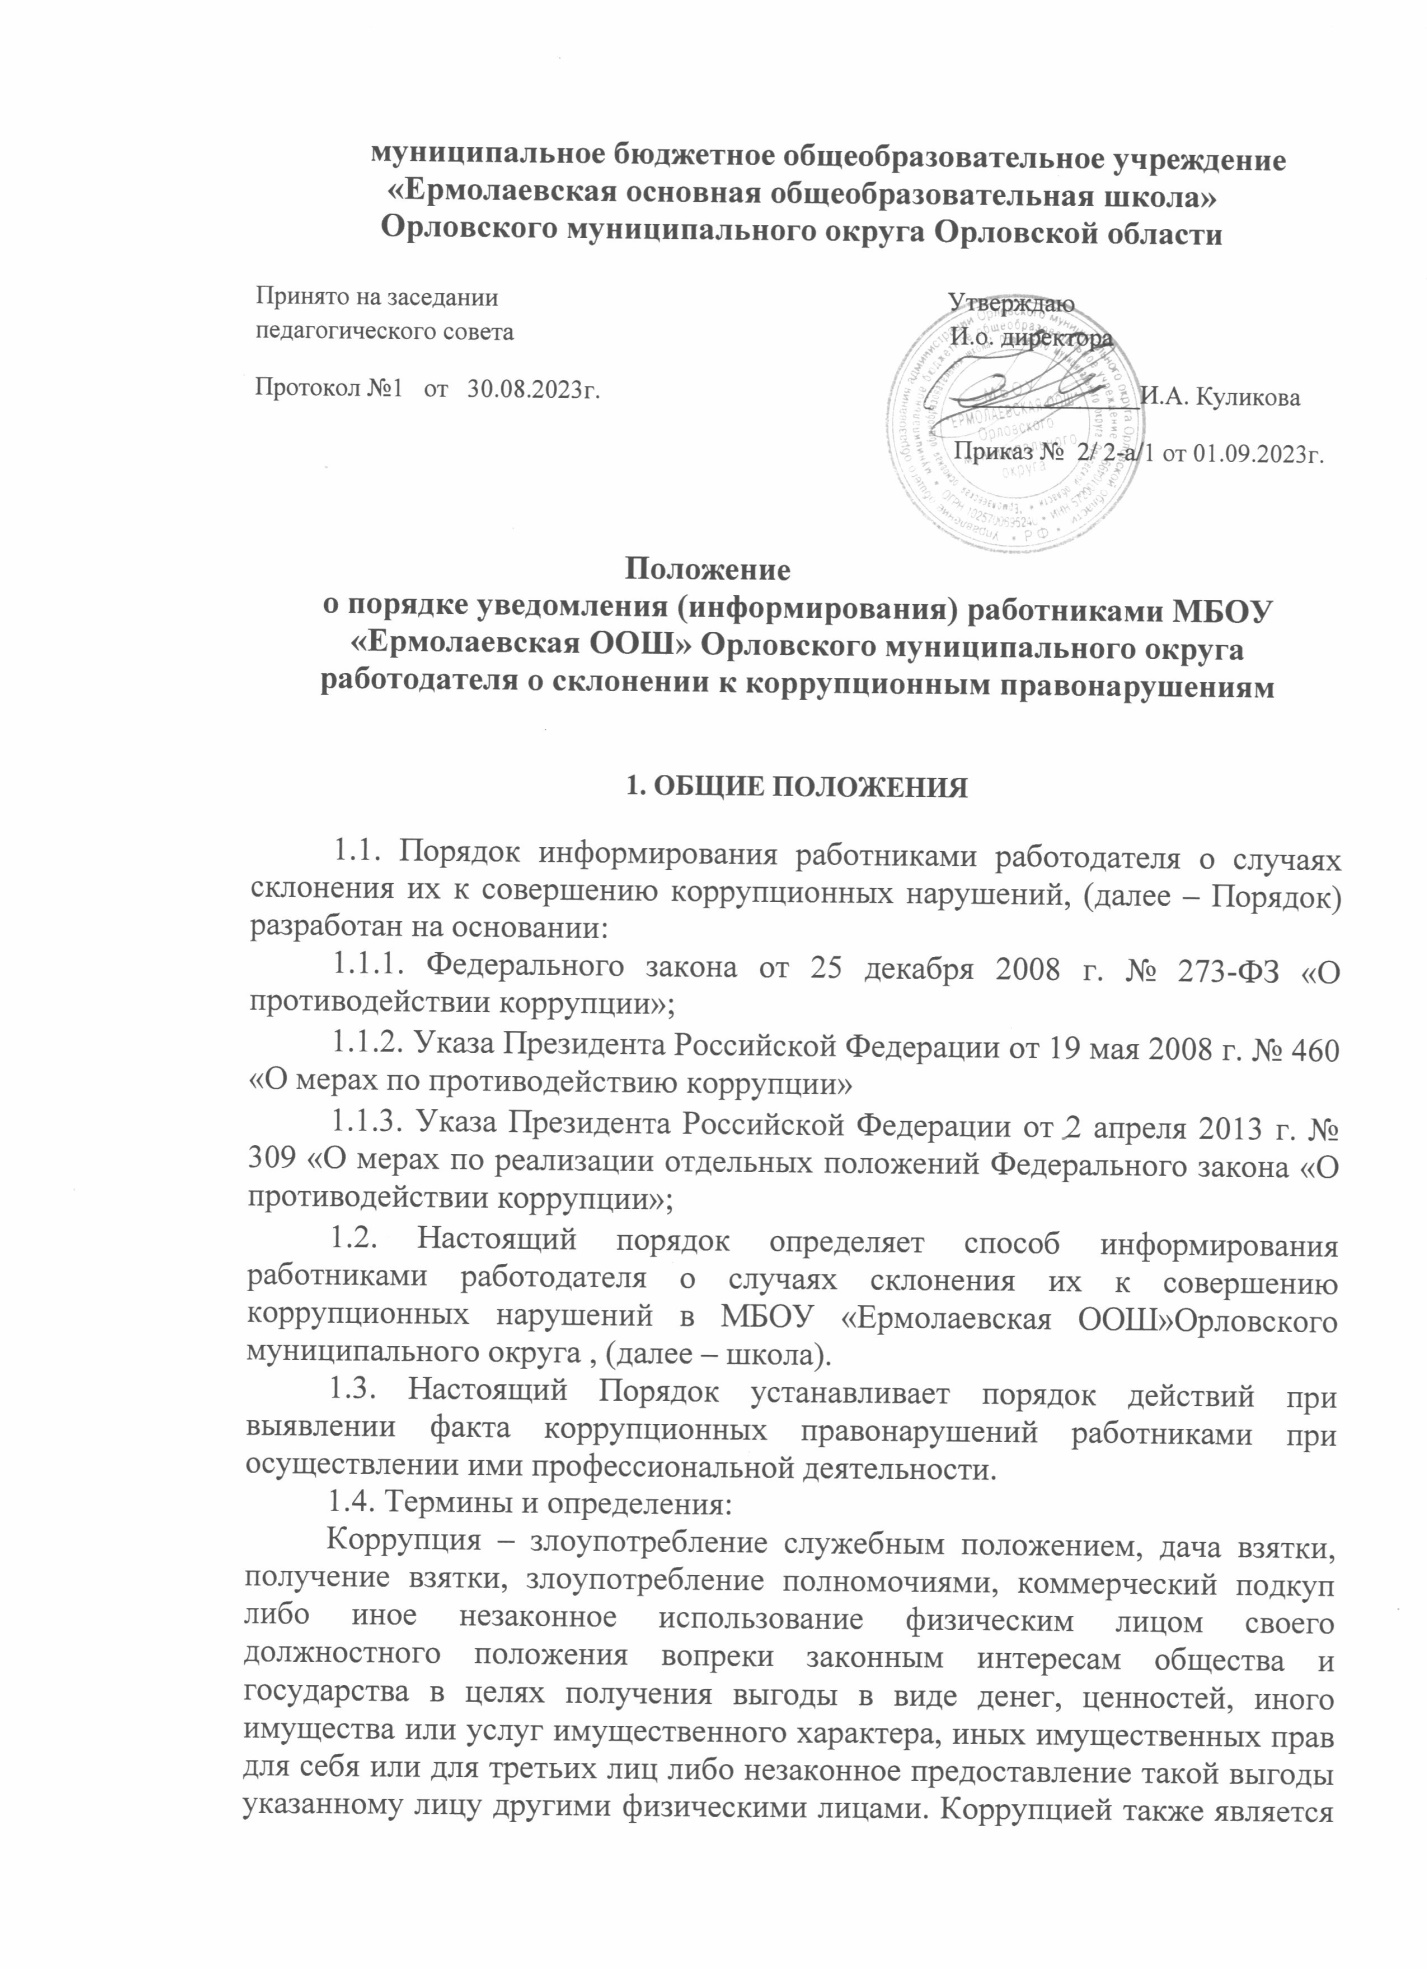 муниципальное бюджетное общеобразовательное учреждение
«Ермолаевская основная общеобразовательная школа»
Орловского муниципального округа Орловской области
Принято на заседании
педагогического совета
Протокол №1 от 30.08.2023г.
Утверждаю
И.о. директора
И.А. Куликова
Приказ № 2/ 2-а/1 от 01.09.2023г.
МБОУ
"ЕРМОЛАЕВСКАЯ ООШ"
Орловского
муниципального
округа
Положение
о порядке уведомления (информирования) работниками МБОУ
«Ермолаевская ООШ» Орловского муниципального округа
работодателя о склонении к коррупционным правонарушениям
1. ОБЩИЕ ПОЛОЖЕНИЯ
1.1. Порядок информирования работниками работодателя о случаях
склонения их к совершению коррупционных нарушений, (далее – Порядок)
разработан на основании:
1.1.1. Федерального закона от 25 декабря 2008 г. № 273-ФЗ «О
противодействии коррупции»;
1.1.2. Указа Президента Российской Федерации от 19 мая 2008 г. № 460
«О мерах по противодействию коррупции»
1.1.3. Указа Президента Российской Федерации от 2 апреля 2013 г. №
309 «О мерах по реализации отдельных положений Федерального закона «О
противодействии коррупции»;
1.2. Настоящий порядок определяет способ информирования
работниками работодателя о случаях склонения их к совершению
коррупционных нарушений в МБОУ «Ермолаевская ООШ»Орловского
муниципального округа , (далее – школа).
1.3. Настоящий Порядок устанавливает порядок действий при
выявлении факта коррупционных правонарушений работниками при
осуществлении ими профессиональной деятельности.
1.4. Термины и определения:
Коррупция – злоупотребление служебным положением, дача взятки,
получение взятки, злоупотребление полномочиями, коммерческий подкуп
либо иное незаконное использование физическим лицом своего
должностного положения вопреки законным интересам общества и
государства в целях получения выгоды в виде денег, ценностей, иного
имущества или услуг имущественного характера, иных имущественных прав
для себя или для третьих лиц либо незаконное предоставление такой выгоды
указанному лицу другими физическими лицами. Коррупцией также является